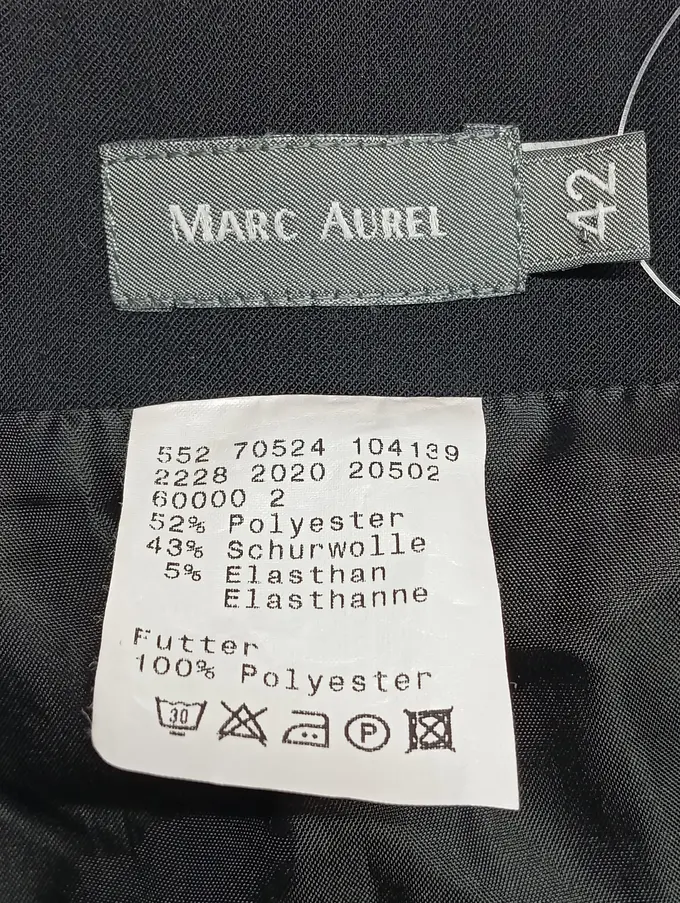 MARC AUREL
42
552 70524 104139
2228 2020 20502
60000 2
52% Polyester
43% Schurwolle
5% Elasthan
Elasthanne
Futter
100% Polyester
30
P